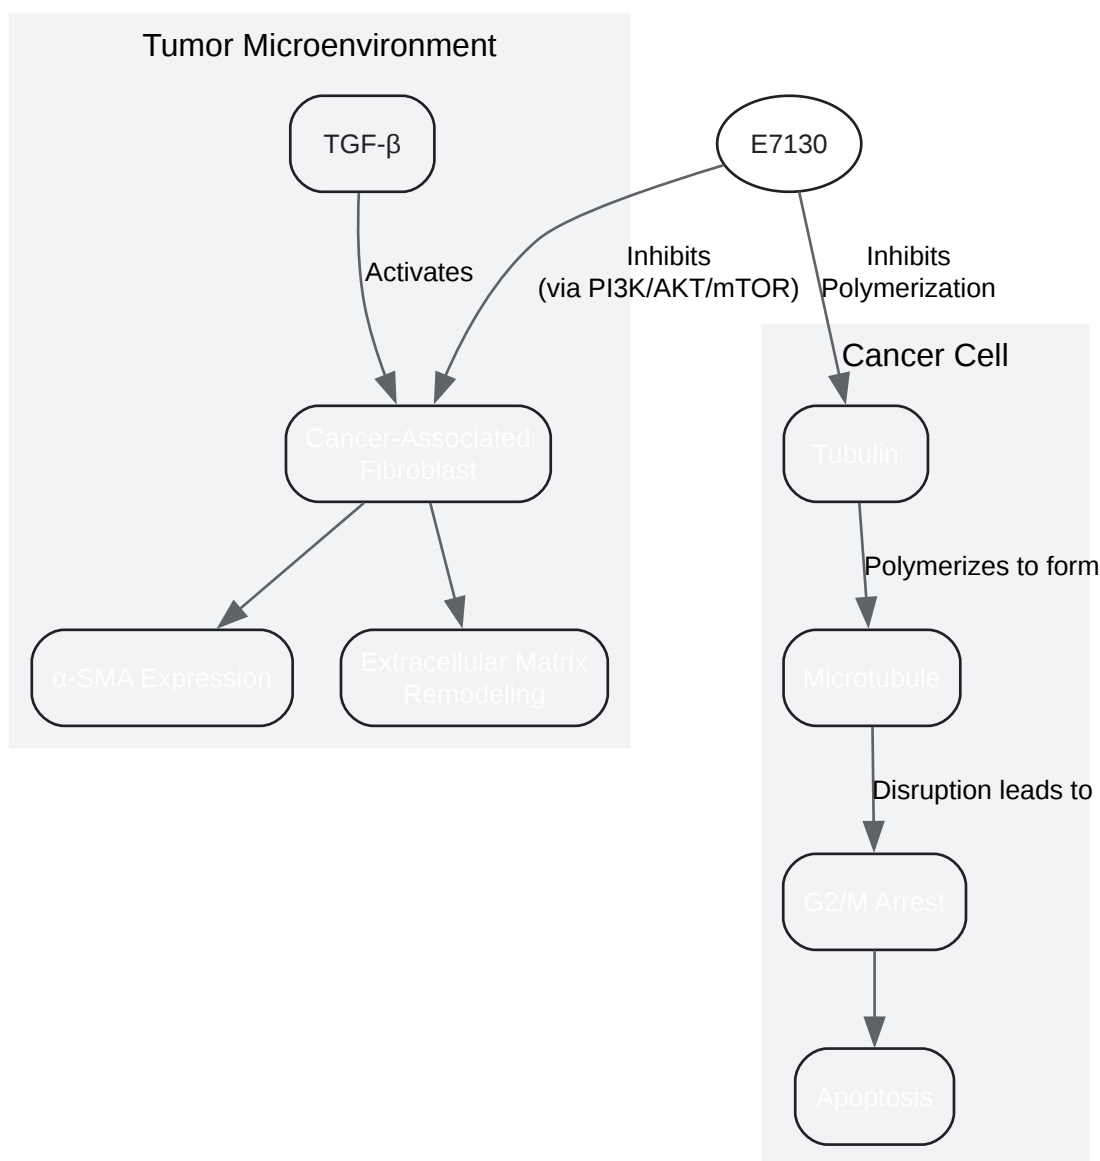 Tumor Microenvironment
TGF-β
E7130
Activates
Inhibits
(via PI3K/AKT/mTOR)
Inhibits
Polymerization
Cancer Cell
Cancer-Associated
Fibroblast
Tubulin
Polymerizes to form
α-SMA Expression
Extracellular Matrix
Remodeling
Microtubule
Disruption leads to
G2/M Arrest
Apoptosis